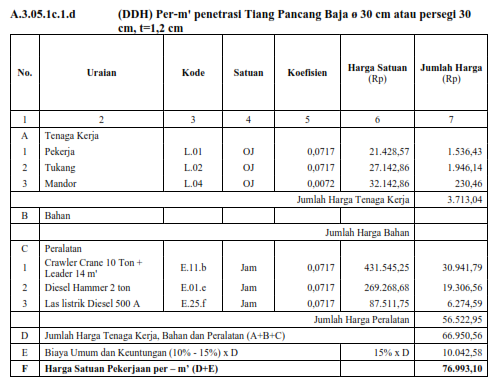 A.3.05.1c.1.d (DDH) Per-m' penetrasi Tiang Pancang Baja ø 30 cm atau persegi 30
cm, t=1,2 cm
No. Uraian Kode Satuan Koefisien Harga Satuan (Rp) Jumlah Harga (Rp)
1 2 3 4 5 6 7
A Tenaga Kerja
1 Pekerja L.01 OJ 0,0717 21.428,57 1.536,43
2 Tukang L.02 OJ 0,0717 27.142,86 1.946,14
3 Mandor L.04 OJ 0,0072 32.142,86 230,46
Jumlah Harga Tenaga Kerja 3.713,04
B Bahan
Jumlah Harga Bahan
C Peralatan
1 Crawler Crane 10 Ton + Leader 14 m' E.11.b Jam 0,0717 431.545,25 30.941,79
2 Diesel Hammer 2 ton E.01.e Jam 0,0717 269.268,68 19.306,56
3 Las listrik Diesel 500 A E.25.f Jam 0,0717 87.511,75 6.274,59
Jumlah Harga Peralatan 56.522,95
D Jumlah Harga Tenaga Kerja, Bahan dan Peralatan (A+B+C) 66.950,56
E Biaya Umum dan Keuntungan (10% - 15%) x D 15% x D 10.042,58
F Harga Satuan Pekerjaan per – m' (D+E) 76.993,10